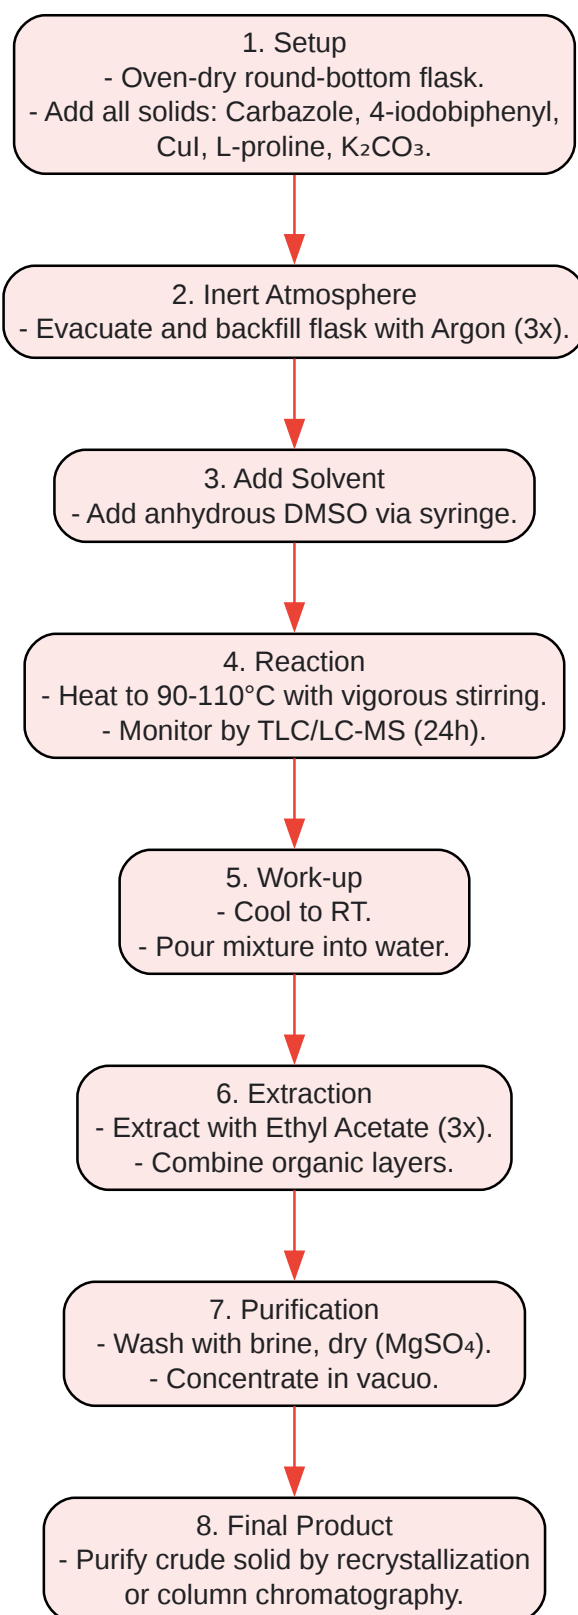 1. Setup
- Oven-dry round-bottom flask.
- Add all solids: Carbazole, 4-iodobiphenyl,
CuI, L-proline, K₂CO₃.
2. Inert Atmosphere
- Evacuate and backfill flask with Argon (3x).
3. Add Solvent
- Add anhydrous DMSO via syringe.
4. Reaction
- Heat to 90-110°C with vigorous stirring.
- Monitor by TLC/LC-MS (24h).
5. Work-up
- Cool to RT.
- Pour mixture into water.
6. Extraction
- Extract with Ethyl Acetate (3x).
- Combine organic layers.
7. Purification
- Wash with brine, dry (MgSO₄).
- Concentrate in vacuo.
8. Final Product
- Purify crude solid by recrystallization
or column chromatography.